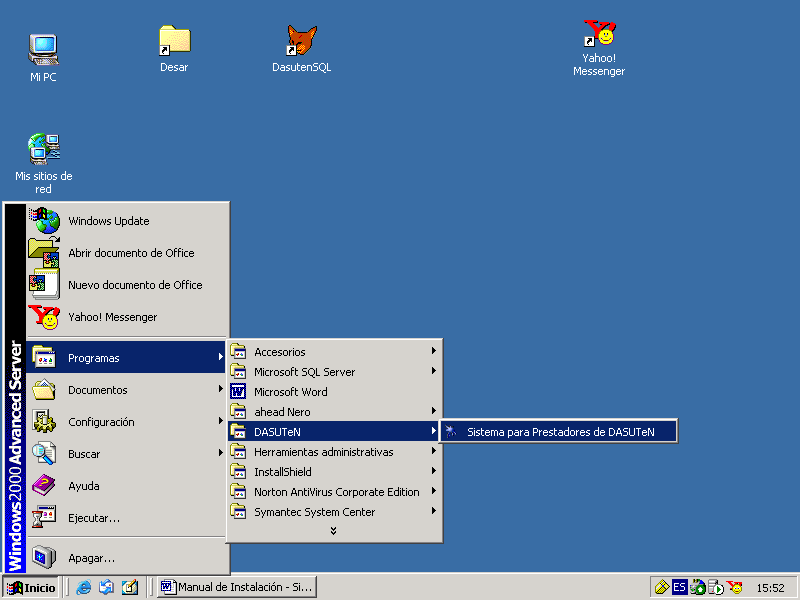 Mi PC
Desar
DasutenSQL
Yahoo!
Messenger
Mis sitios de
red
Windows Update
Abrir documento de Office
Nuevo documento de Office
Yahoo! Messenger
Programas
Documentos
Configuración
Buscar
Ayuda
Ejecutar...
Apagar...
Windows2000 Advanced Server
Accesorios
Microsoft SQL Server
Microsoft Word
ahead Nero
DASUTeN
Herramientas administrativas
InstallShield
Norton AntiVirus Corporate Edition
Symantec System Center
Sistema para Prestadores de DASUTeN
Inicio
Manual de Instalación - Si...
ES
15:52